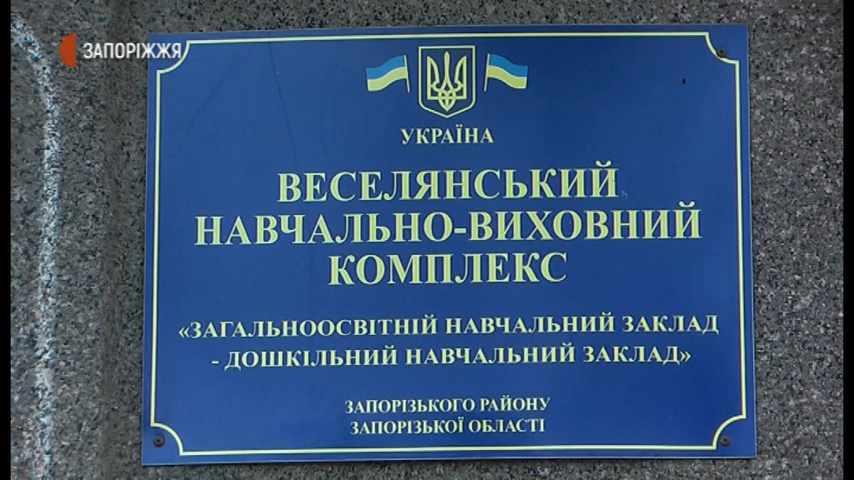 ЗАПОРІЖЖЯ
УКРАЇНА
ВЕСЕЛЯНСЬКИЙ
НАВЧАЛЬНО-ВИХОВНИЙ
КОМПЛЕКС
«ЗАГАЛЬНООСВІТНІЙ НАВЧАЛЬНИЙ ЗАКЛАД
- ДОШКІЛЬНИЙ НАВЧАЛЬНИЙ ЗАКЛАД»
ЗАПОРІЗЬКОГО РАЙОНУ
ЗАПОРІЗЬКОЇ ОБЛАСТІ